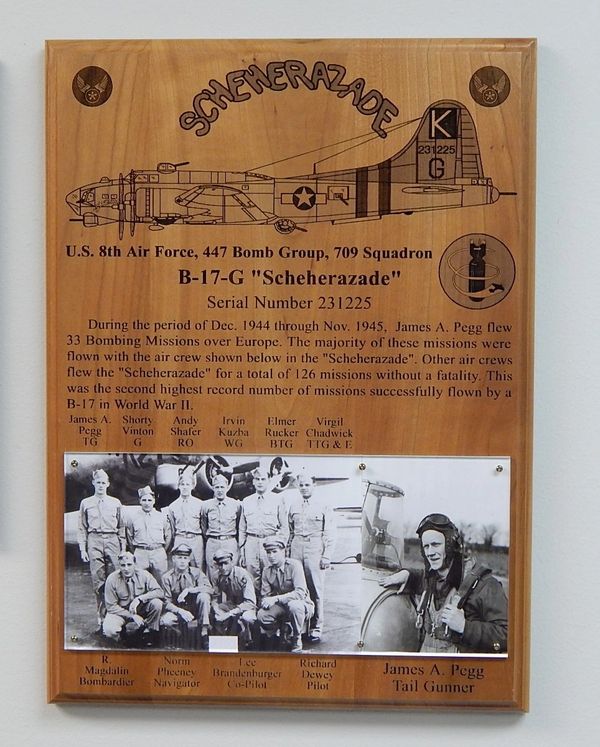 SCHEHERAZADE
K
231225
G
U.S. 8th Air Force, 447 Bomb Group, 709 Squadron
B-17-G "Scheherazade"
Serial Number 231225
During the period of Dec. 1944 through Nov. 1945, James A. Pegg flew
33 Bombing Missions over Europe. The majority of these missions were
flown with the air crew shown below in the "Scheherazade". Other air crews
flew the "Scheherazade" for a total of 126 missions without a fatality. This
was the second highest record number of missions successfully flown by a
B-17 in World War II.
James A. Shorty Andy Irvin Elmer Virgil
Pegg Vinton Shafer Kuzba Rucker Chadwick
TG G RO WG BTG TTG & E
R. Norm Lee Richard
Magdalin Pheeney Brandenburger Dewey
Bombardier Navigator Co-Pilot Pilot
James A. Pegg
Tail Gunner